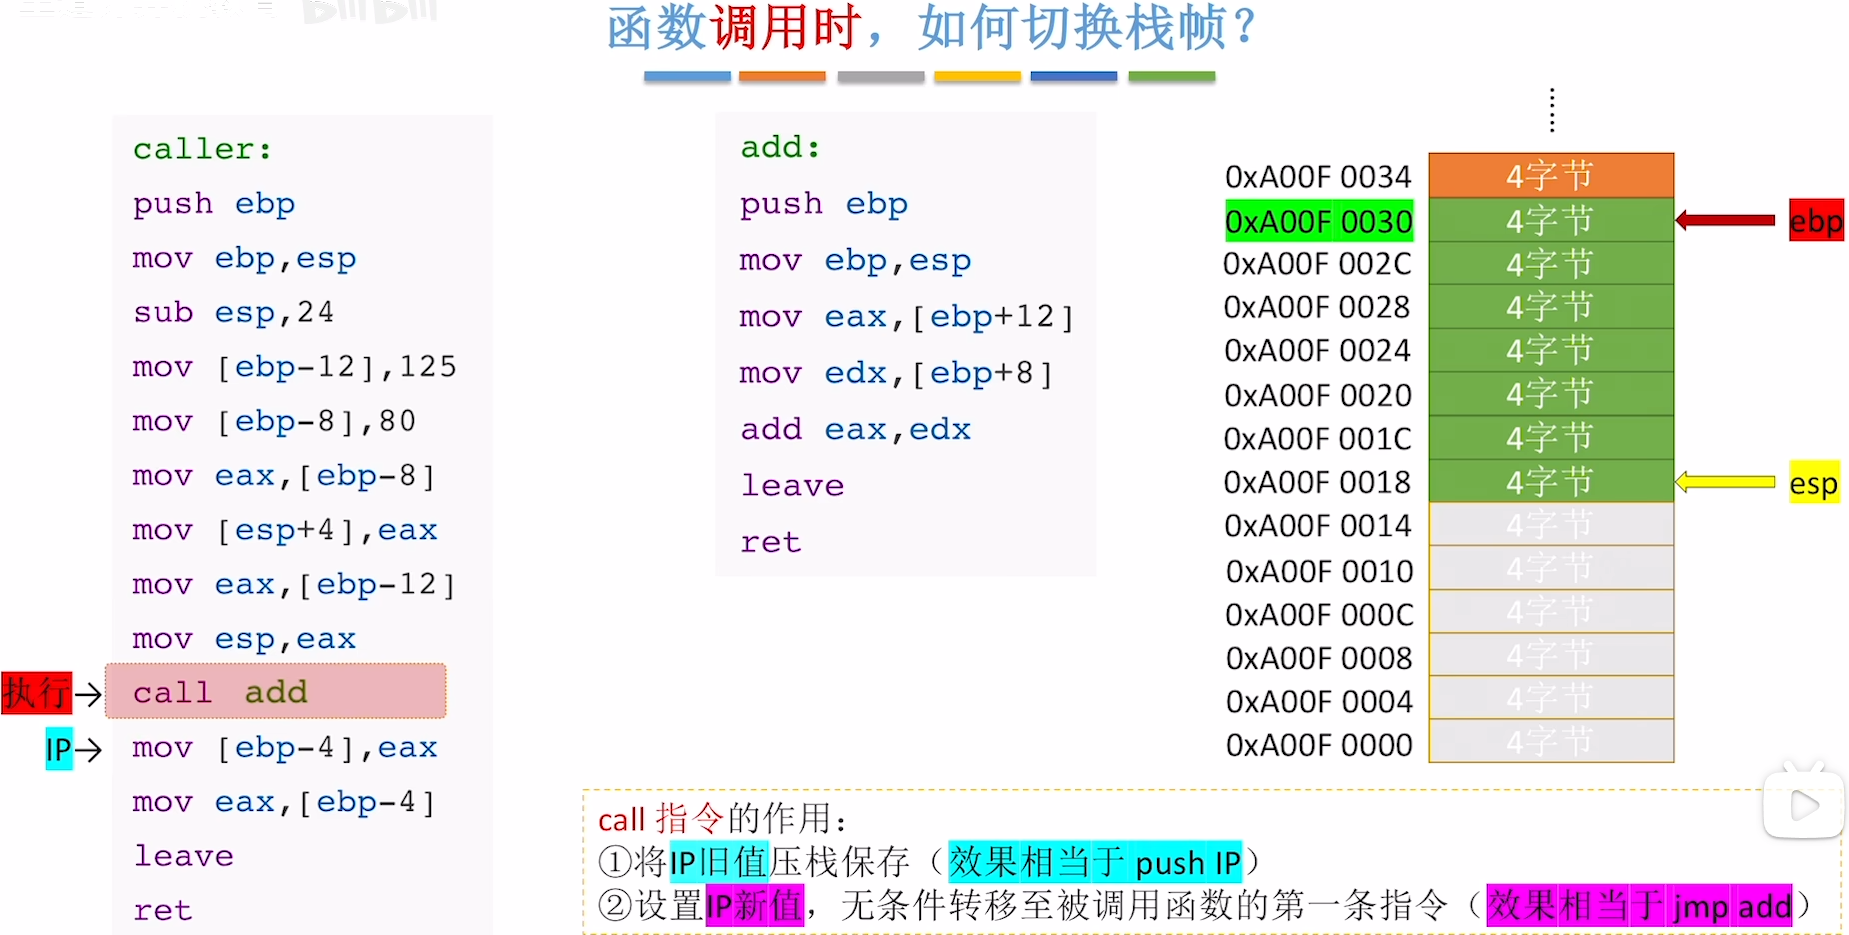 函数调用时，如何切换栈帧？
caller:
push ebp
mov ebp,esp
sub esp,24
mov [ebp-12],125
mov [ebp-8],80
mov eax,[ebp-8]
mov [esp+4],eax
mov eax,[ebp-12]
mov esp,eax
执行→ call add
IP→ mov [ebp-4],eax
mov eax,[ebp-4]
leave
ret
add:
push ebp
mov ebp,esp
mov eax,[ebp+12]
mov edx,[ebp+8]
add eax,edx
leave
ret
0xA00F 0034 4字节
0xA00F 0030 4字节 ebp
0xA00F 002C 4字节
0xA00F 0028 4字节
0xA00F 0024 4字节
0xA00F 0020 4字节
0xA00F 001C 4字节
0xA00F 0018 4字节 esp
0xA00F 0014 4字节
0xA00F 0010 4字节
0xA00F 000C 4字节
0xA00F 0008 4字节
0xA00F 0004 4字节
0xA00F 0000 4字节
call 指令的作用：
①将IP旧值压栈保存（效果相当于 push IP）
②设置IP新值，无条件转移至被调用函数的第一条指令（效果相当于 jmp add）